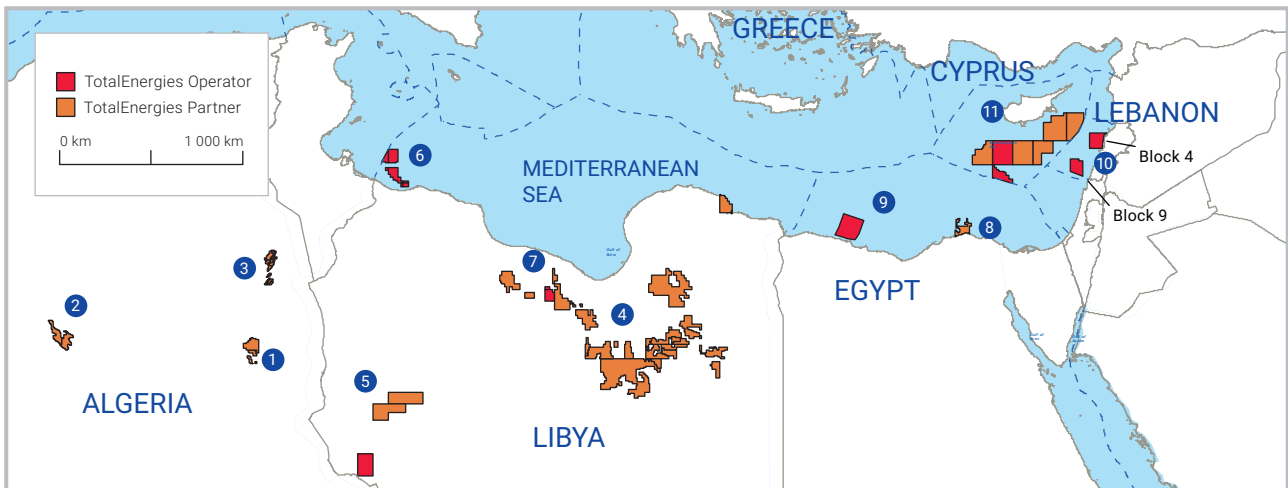 GREECE
CYPRUS
LEBANON
TotalEnergies Operator
TotalEnergies Partner
0 km
1 000 km
11
6
10
Block 4
MEDITERRANEAN
SEA
Block 9
9
8
3
7
EGYPT
2
4
1
5
ALGERIA
LIBYA